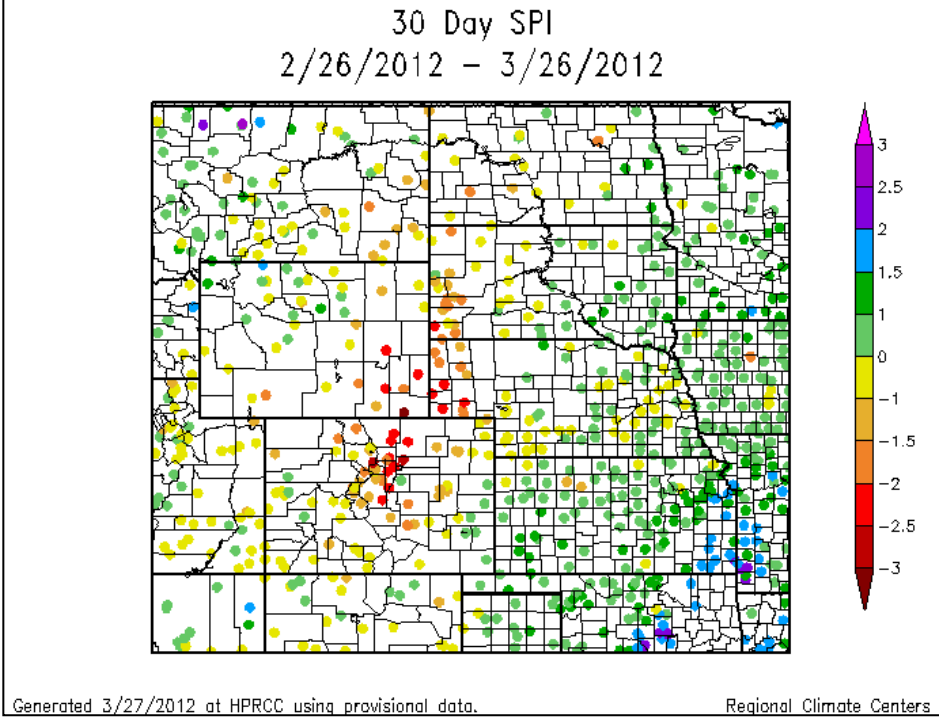 30 Day SPI
2/26/2012 – 3/26/2012
3
2.5
2
1.5
1
0
−1
−1.5
−2
−2.5
−3
Generated 3/27/2012 at HPRCC using provisional data.
Regional Climate Centers